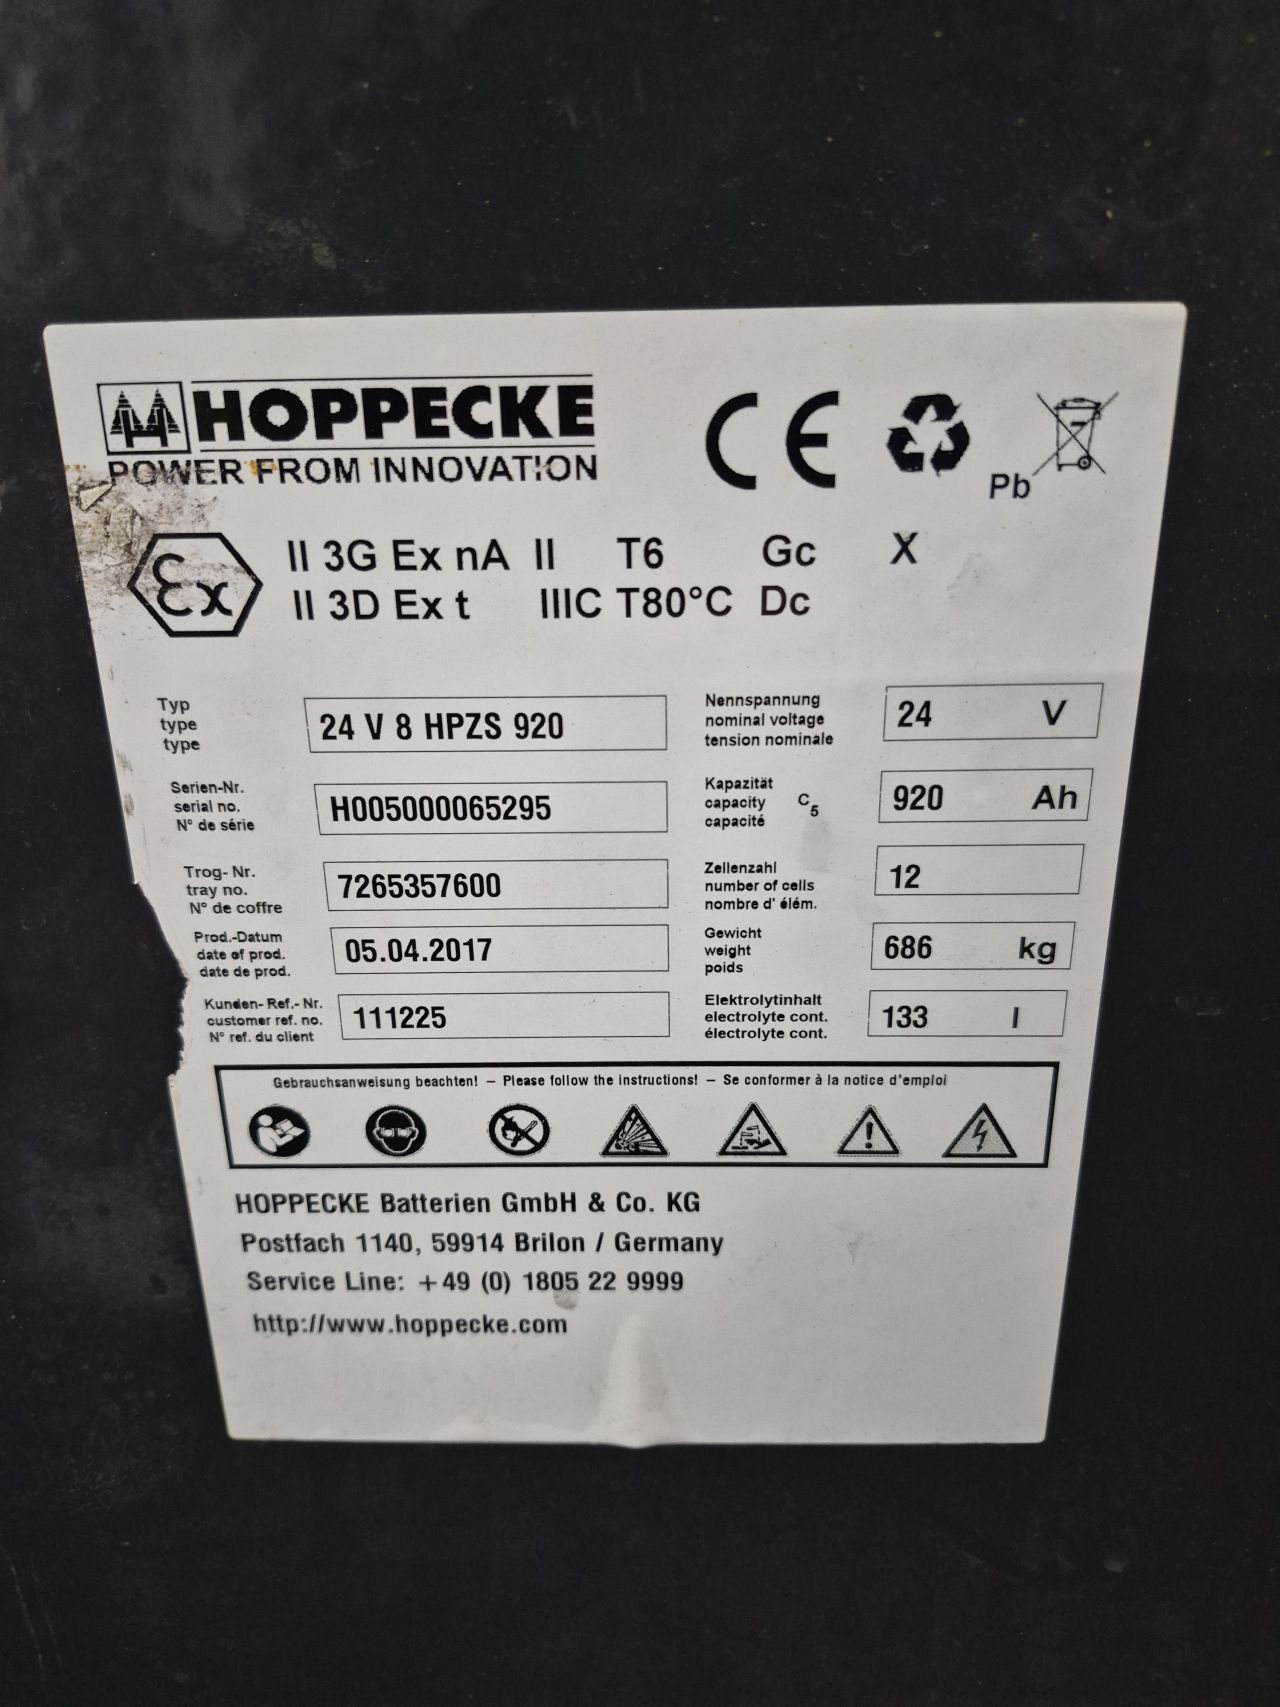 HOPPECKE
POWER FROM INNOVATION
CE
Pb
Ex II 3G Ex nA II T6 Gc X
II 3D Ex t IIIC T80°C Dc
Typ
type
type
24 V 8 HPZS 920
Nennspannung
nominal voltage
tension nominale
24 V
Serien-Nr.
serial no.
N° de série
H005000065295
Kapazität
capacity C5
capacité
920 Ah
Trog- Nr.
tray no.
N° de coffre
7265357600
Zellenzahl
number of cells
nombre d' élém.
12
Prod.-Datum
date of prod.
date de prod.
05.04.2017
Gewicht
weight
poids
686 kg
Kunden- Ref.- Nr.
customer ref. no.
N° ref. du client
111225
Elektrolytinhalt
electrolyte cont.
électrolyte cont.
133 l
Gebrauchsanweisung beachten! – Please follow the instructions! – Se conformer à la notice d'emploi
HOPPECKE Batterien GmbH & Co. KG
Postfach 1140, 59914 Brilon / Germany
Service Line: +49 (0) 1805 22 9999
http://www.hoppecke.com